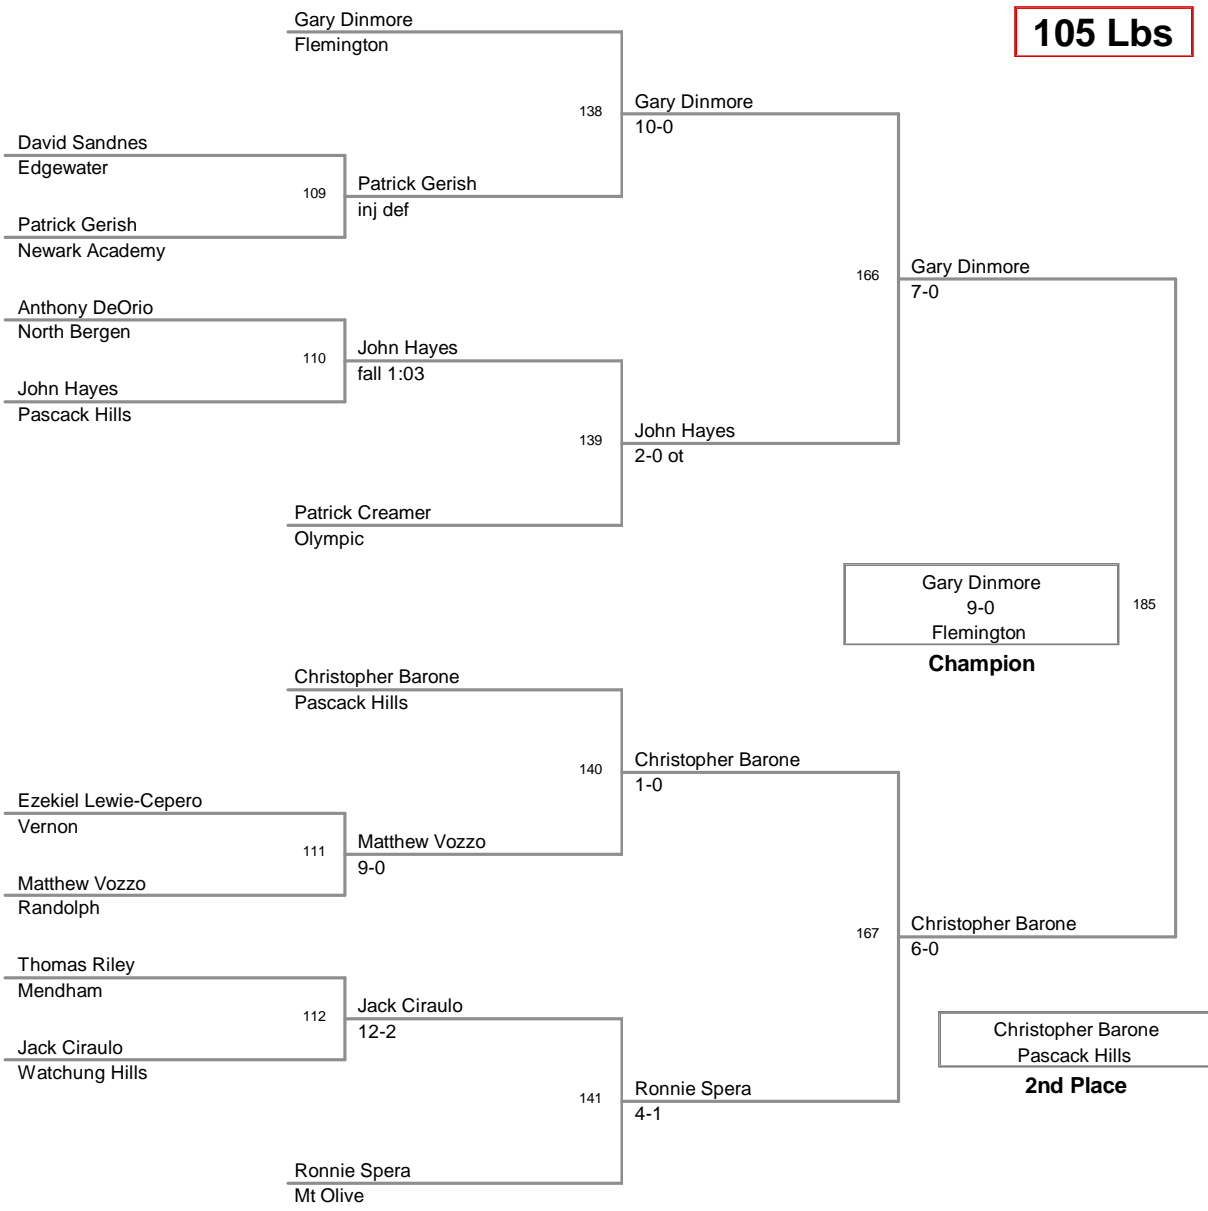 Gary Dinmore
Flemington
105 Lbs
138
Gary Dinmore
10-0
David Sandnes
Edgewater
109
Patrick Gerish
inj def
Patrick Gerish
Newark Academy
166
Gary Dinmore
7-0
Anthony DeOrio
North Bergen
110
John Hayes
fall 1:03
John Hayes
Pascack Hills
139
John Hayes
2-0 ot
Patrick Creamer
Olympic
Gary Dinmore
9-0
Flemington
185
Champion
Christopher Barone
Pascack Hills
140
Christopher Barone
1-0
Ezekiel Lewie-Cepero
Vernon
111
Matthew Vozzo
9-0
Matthew Vozzo
Randolph
167
Christopher Barone
6-0
Thomas Riley
Mendham
112
Jack Ciraulo
12-2
Jack Ciraulo
Watchung Hills
Christopher Barone
Pascack Hills
2nd Place
141
Ronnie Spera
4-1
Ronnie Spera
Mt Olive